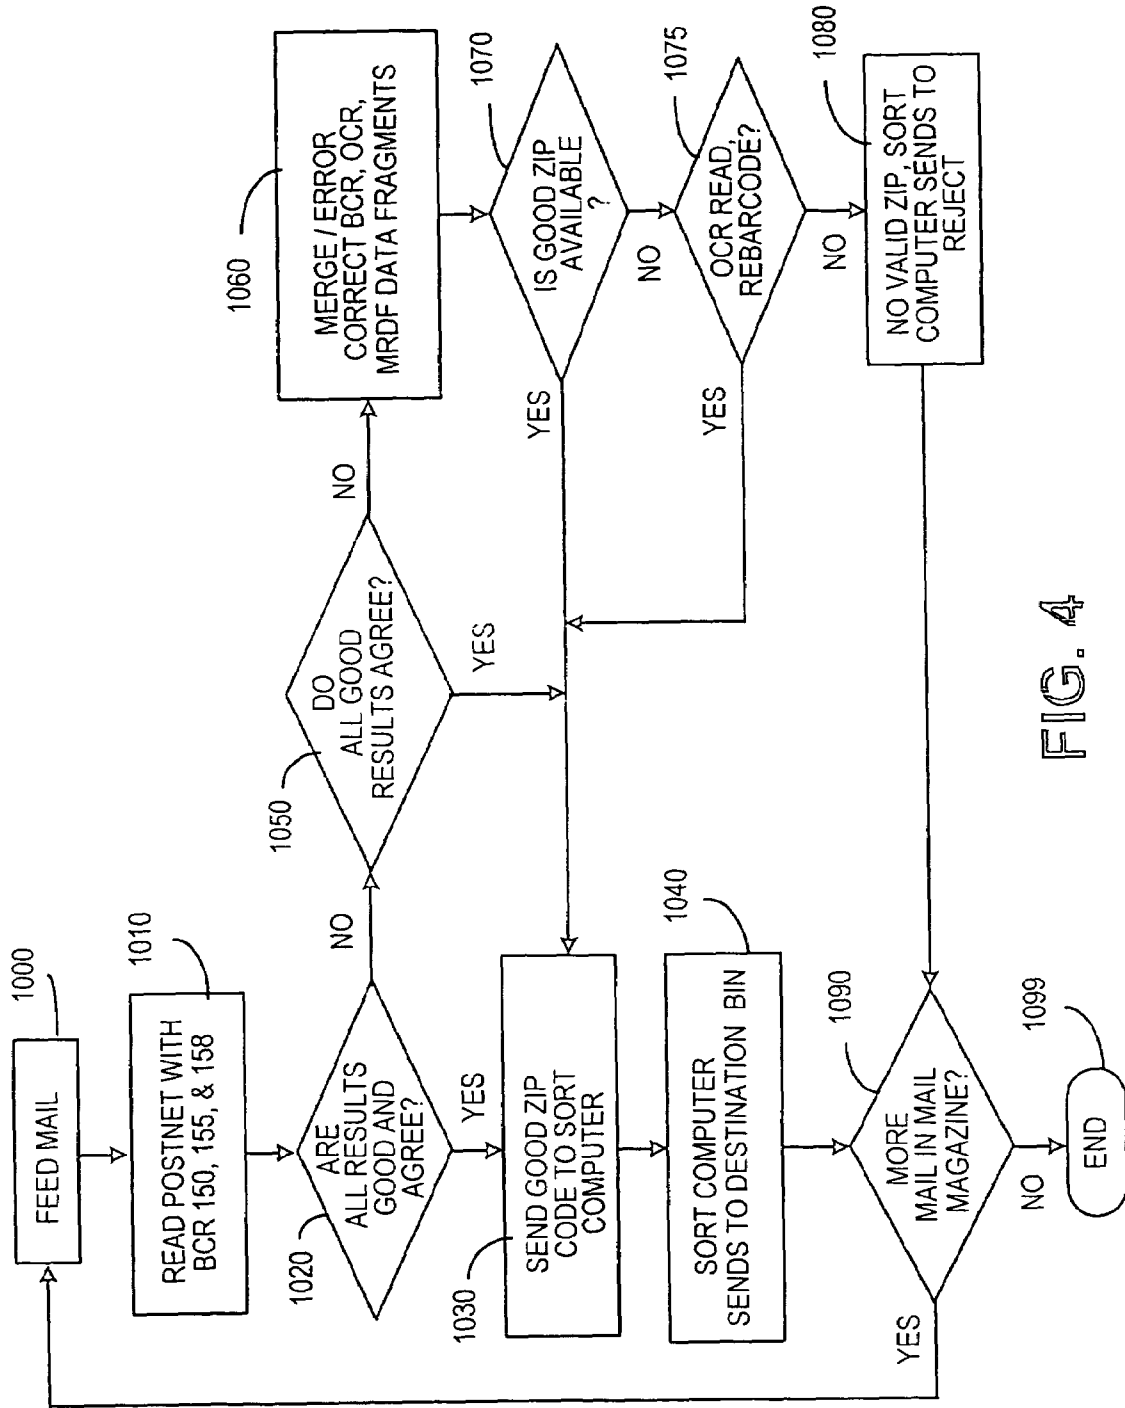 1000
FEED MAIL
1010
READ POSTNET WITH
BCR 150, 155, & 158
1020
ARE
ALL RESULTS
GOOD AND
AGREE?
NO
YES
1030
SEND GOOD ZIP
CODE TO SORT
COMPUTER
1040
SORT COMPUTER
SENDS TO DESTINATION BIN
1050
DO
ALL GOOD
RESULTS AGREE?
NO
YES
1060
MERGE / ERROR
CORRECT BCR, OCR,
MRDF DATA FRAGMENTS
1070
IS GOOD ZIP
AVAILABLE
?
YES
NO
1075
OCR READ,
REBARCODE?
YES
NO
1080
NO VALID ZIP, SORT
COMPUTER SENDS TO
REJECT
1090
MORE
MAIL IN MAIL
MAGAZINE?
YES
NO
1099
END
FIG. 4